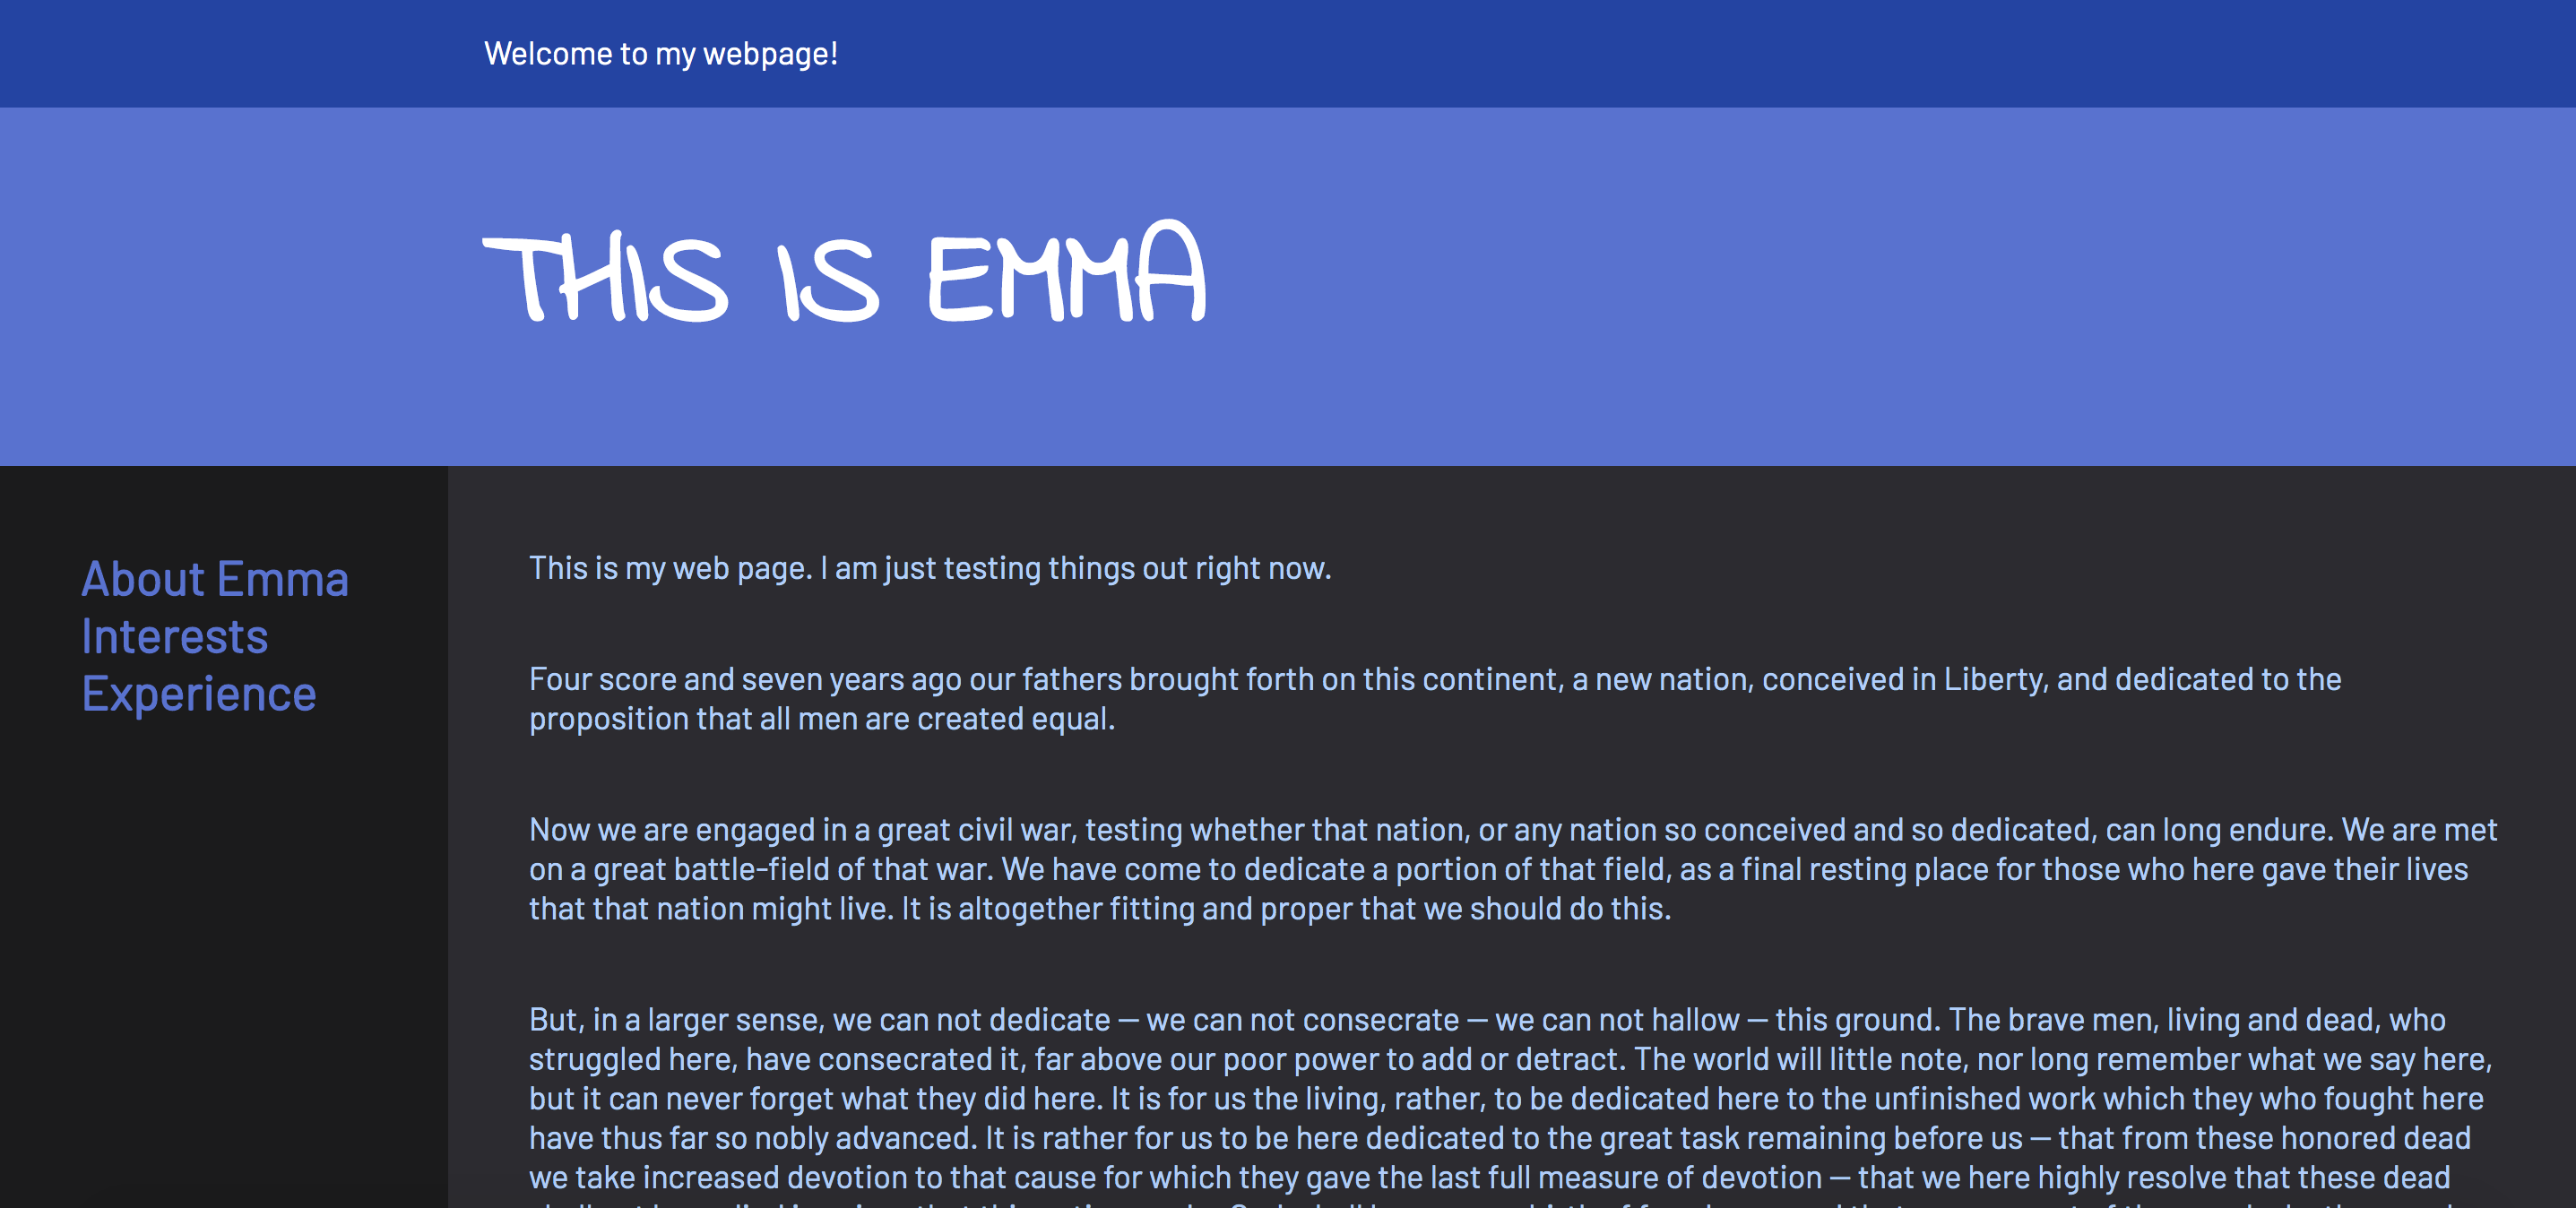 Welcome to my webpage!
THIS IS EMMA
About Emma
Interests
Experience
This is my web page. I am just testing things out right now.
Four score and seven years ago our fathers brought forth on this continent, a new nation, conceived in Liberty, and dedicated to the
proposition that all men are created equal.
Now we are engaged in a great civil war, testing whether that nation, or any nation so conceived and so dedicated, can long endure. We are met
on a great battle-field of that war. We have come to dedicate a portion of that field, as a final resting place for those who here gave their lives
that that nation might live. It is altogether fitting and proper that we should do this.
But, in a larger sense, we can not dedicate — we can not consecrate — we can not hallow — this ground. The brave men, living and dead, who
struggled here, have consecrated it, far above our poor power to add or detract. The world will little note, nor long remember what we say here,
but it can never forget what they did here. It is for us the living, rather, to be dedicated here to the unfinished work which they who fought here
have thus far so nobly advanced. It is rather for us to be here dedicated to the great task remaining before us — that from these honored dead
we take increased devotion to that cause for which they gave the last full measure of devotion — that we here highly resolve that these dead